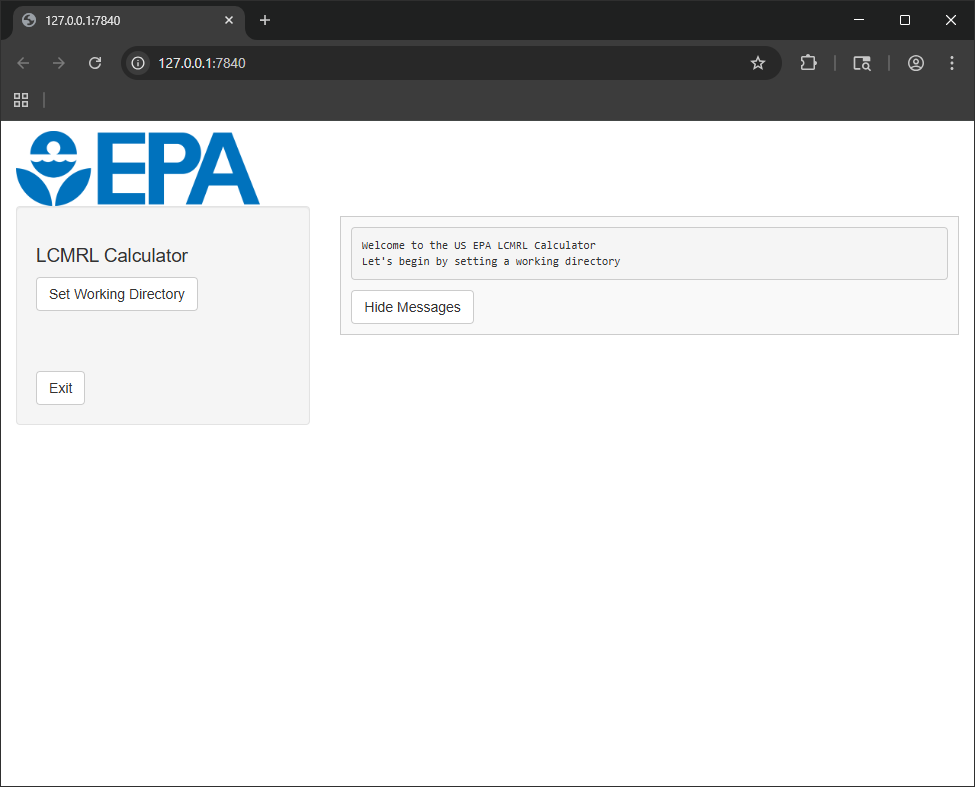 127.0.0.1:7840
127.0.0.1:7840
EPA
LCMRL Calculator
Set Working Directory
Exit
Welcome to the US EPA LCMRL Calculator
Let's begin by setting a working directory
Hide Messages